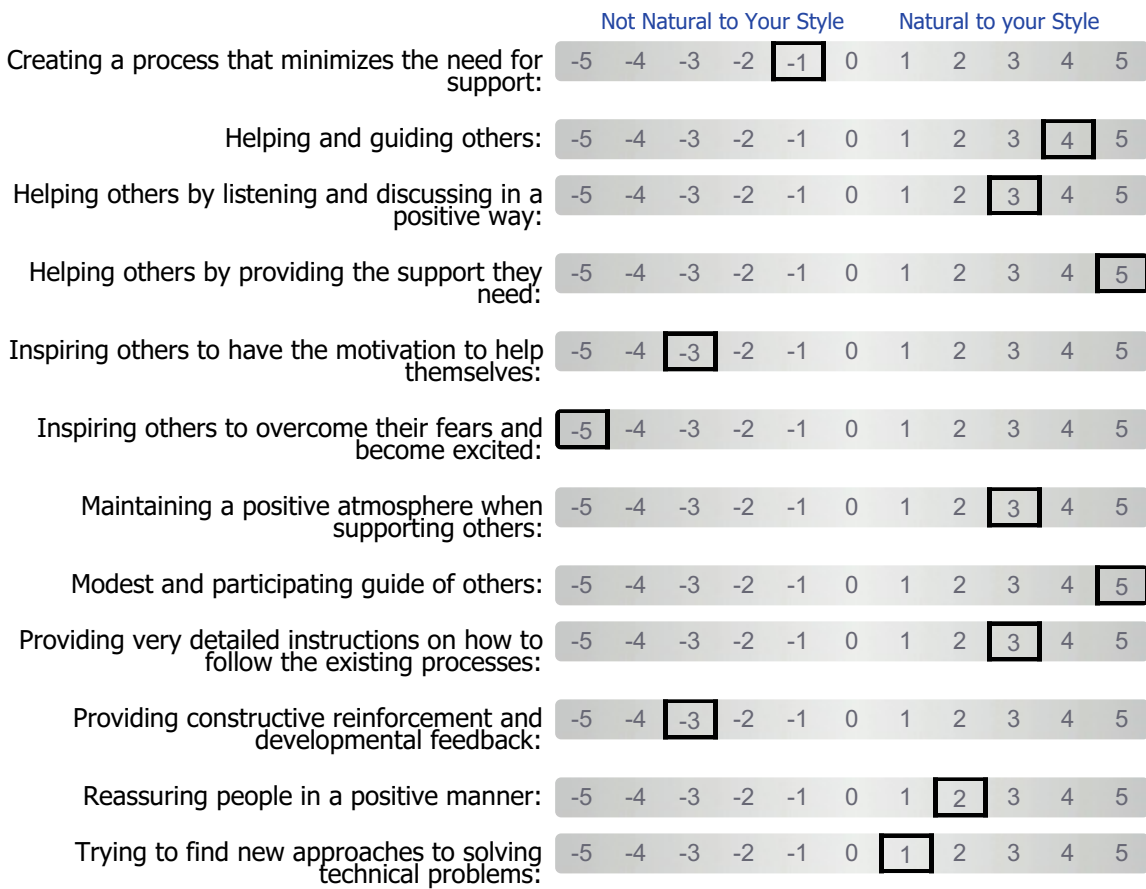 Not Natural to Your Style Natural to your Style
Creating a process that minimizes the need for
support: -5 -4 -3 -2 -1 0 1 2 3 4 5
Helping and guiding others: -5 -4 -3 -2 -1 0 1 2 3 4 5
Helping others by listening and discussing in a
positive way: -5 -4 -3 -2 -1 0 1 2 3 4 5
Helping others by providing the support they
need: -5 -4 -3 -2 -1 0 1 2 3 4 5
Inspiring others to have the motivation to help
themselves: -5 -4 -3 -2 -1 0 1 2 3 4 5
Inspiring others to overcome their fears and
become excited: -5 -4 -3 -2 -1 0 1 2 3 4 5
Maintaining a positive atmosphere when
supporting others: -5 -4 -3 -2 -1 0 1 2 3 4 5
Modest and participating guide of others: -5 -4 -3 -2 -1 0 1 2 3 4 5
Providing very detailed instructions on how to
follow the existing processes: -5 -4 -3 -2 -1 0 1 2 3 4 5
Providing constructive reinforcement and
developmental feedback: -5 -4 -3 -2 -1 0 1 2 3 4 5
Reassuring people in a positive manner: -5 -4 -3 -2 -1 0 1 2 3 4 5
Trying to find new approaches to solving
technical problems: -5 -4 -3 -2 -1 0 1 2 3 4 5